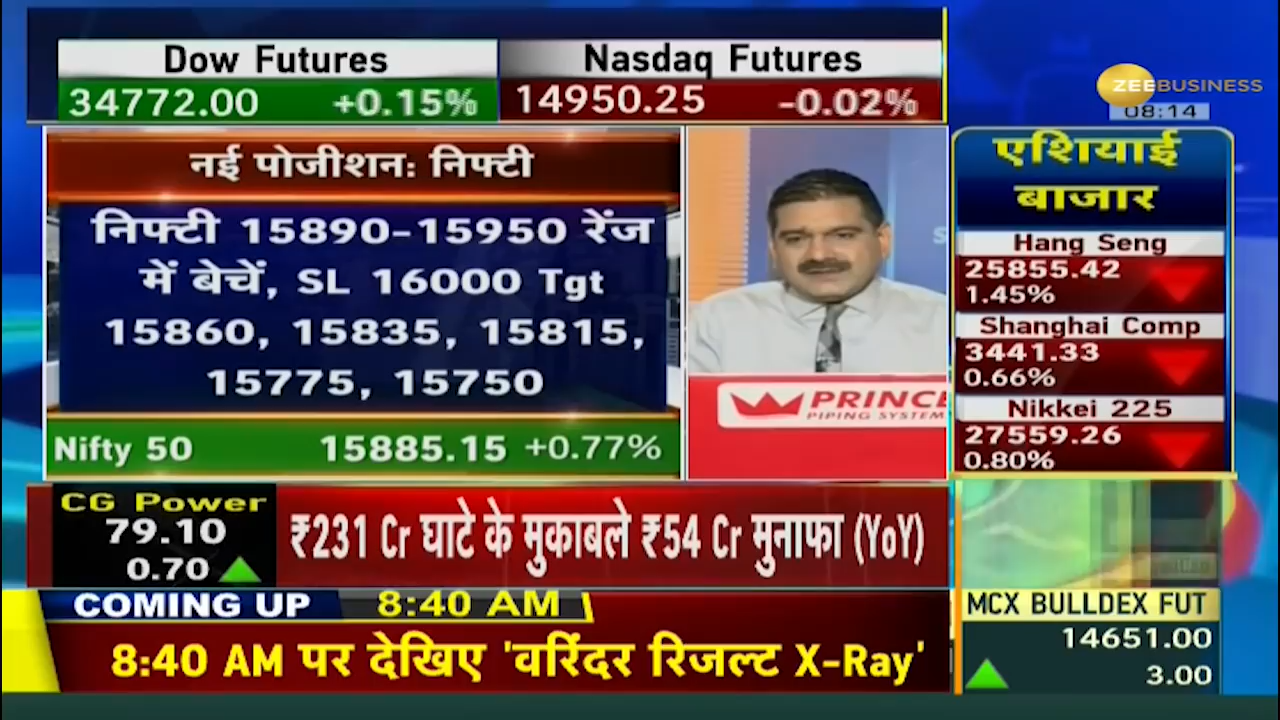 Dow Futures
34772.00 +0.15%
Nasdaq Futures
14950.25 -0.02%
ZEEBUSINESS
08:14
नई पोजीशन: निफ्टी
निफ्टी 15890-15950 रेंज
में बेचें, SL 16000 Tgt
15860, 15835, 15815,
15775, 15750
Nifty 50 15885.15 +0.77%
PRINCE
PIPING SYSTEM
एशियाई
बाजार
Hang Seng
25855.42
1.45%
Shanghai Comp
3441.33
0.66%
Nikkei 225
27559.26
0.80%
CG Power
79.10
0.70
₹231 Cr घाटे के मुकाबले ₹54 Cr मुनाफा (YoY)
COMING UP 8:40 AM
8:40 AM पर देखिए 'वरिंदर रिजल्ट X-Ray'
MCX BULLDEX FUT
14651.00
3.00